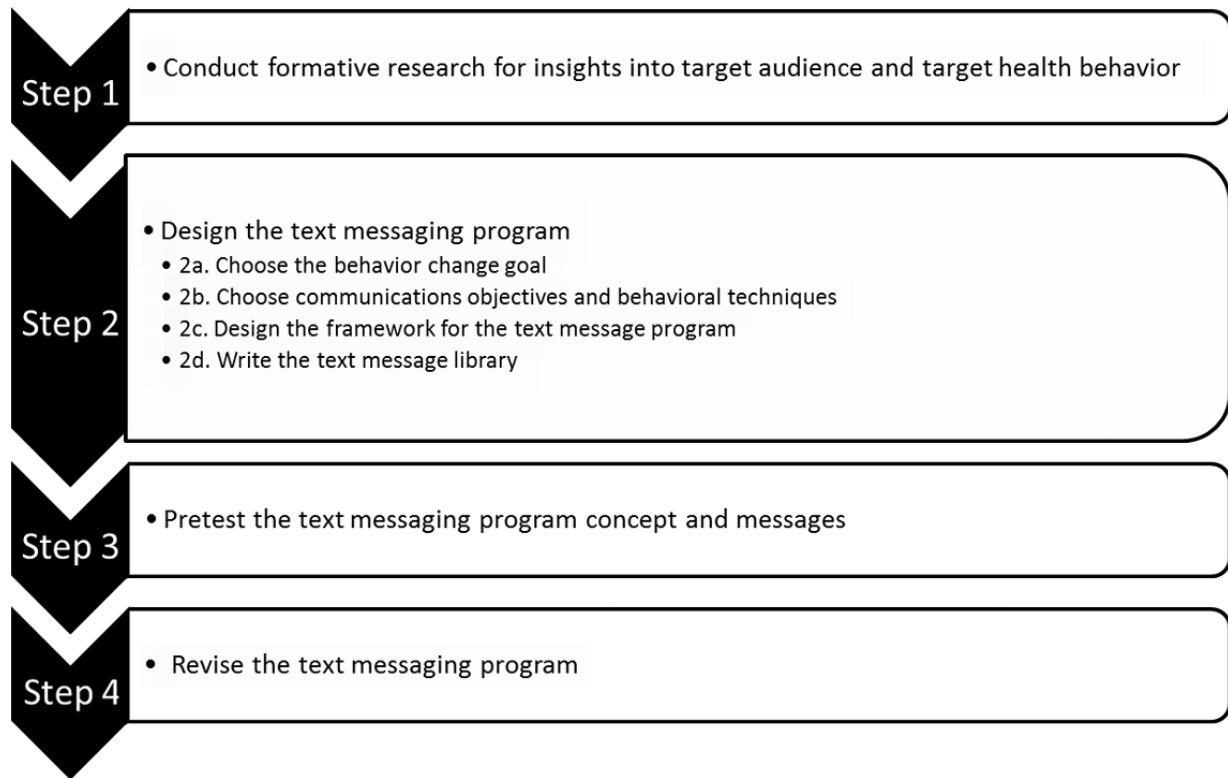 Step 1
• Conduct formative research for insights into target audience and target health behavior
Step 2
• Design the text messaging program
• 2a. Choose the behavior change goal
• 2b. Choose communications objectives and behavioral techniques
• 2c. Design the framework for the text message program
• 2d. Write the text message library
Step 3
• Pretest the text messaging program concept and messages
Step 4
• Revise the text messaging program